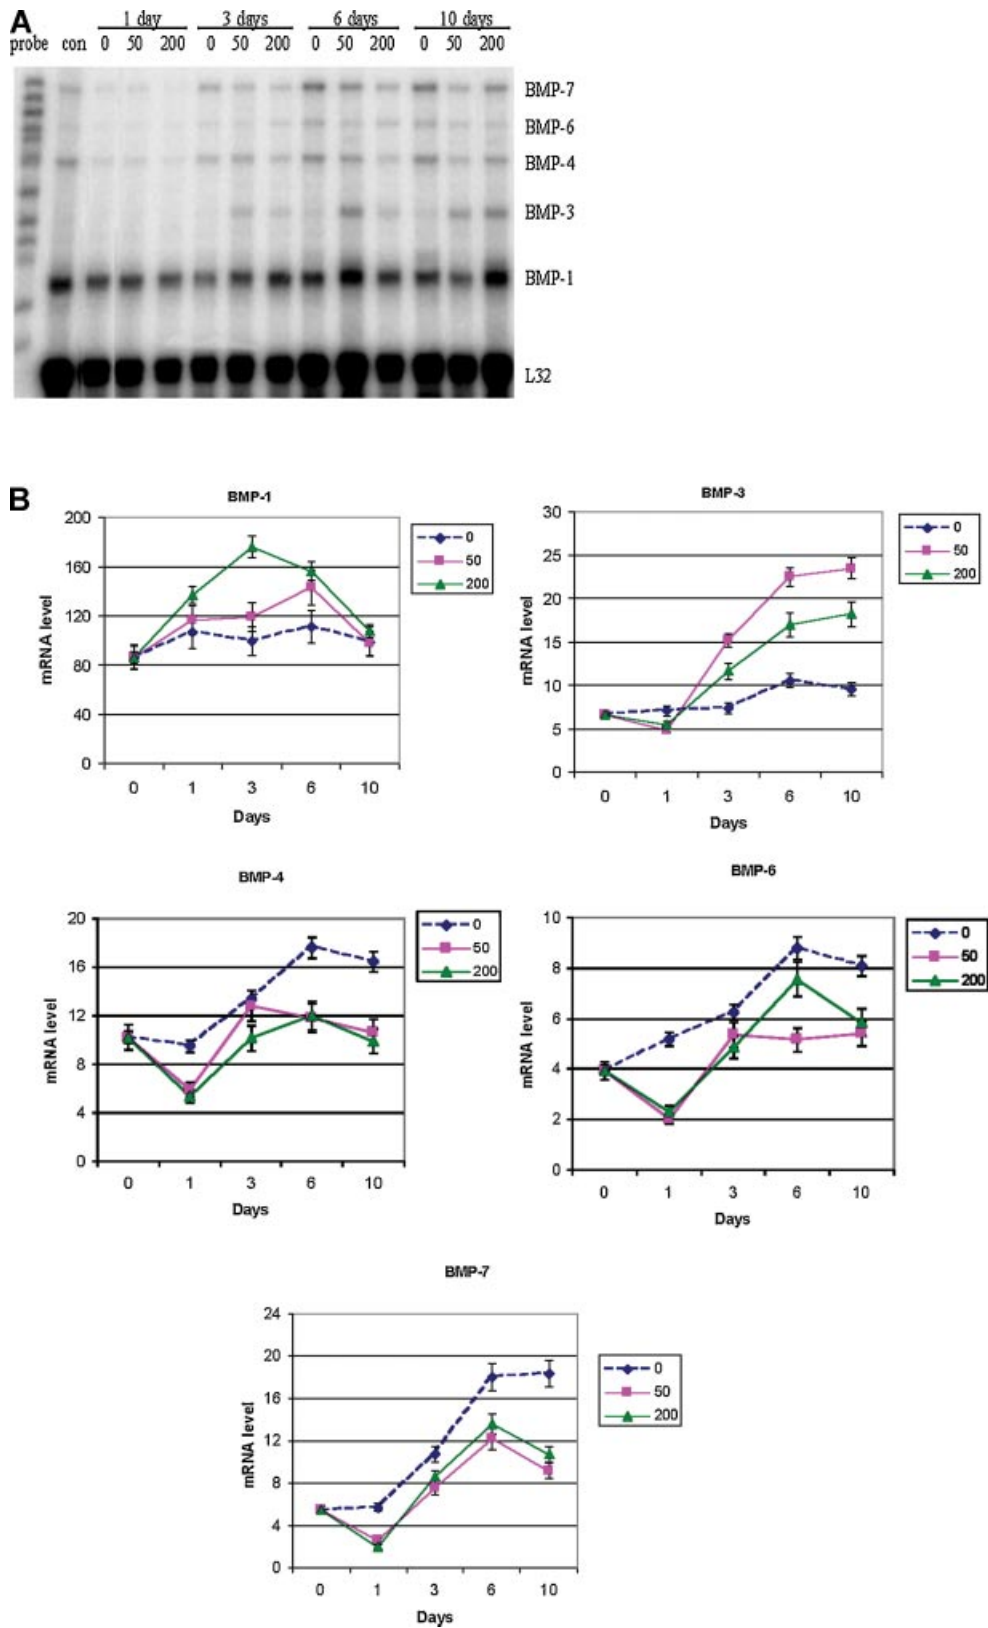 A
1 day 3 days 6 days 10 days
probe con 0 50 200 0 50 200 0 50 200 0 50 200
BMP-7
BMP-6
BMP-4
BMP-3
BMP-1
L32
B
BMP-1
200
160
120
80
40
0
mRNA level
0 1 3 6 10
Days
0
50
200
BMP-3
30
25
20
15
10
5
0
mRNA level
0 1 3 6 10
Days
0
50
200
BMP-4
20
16
12
8
4
0
mRNA level
0 1 3 6 10
Days
0
50
200
BMP-6
10
8
6
4
2
0
mRNA level
0 1 3 6 10
Days
0
50
200
BMP-7
24
20
16
12
8
4
0
mRNA level
0 1 3 6 10
Days
0
50
200